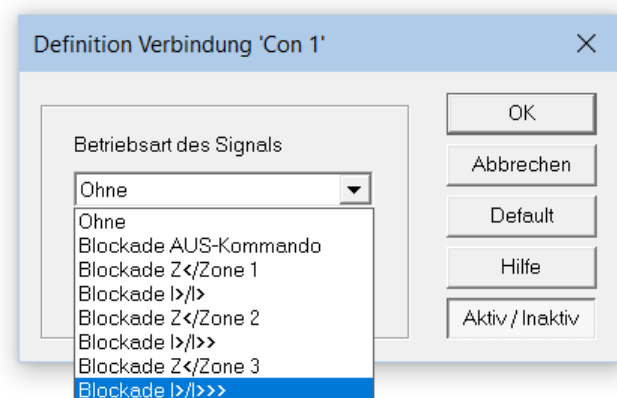 Definition Verbindung 'Con 1'
Betriebsart des Signals
Ohne
Ohne
Blockade AUS-Kommando
Blockade Z</Zone 1
Blockade I>/I>
Blockade Z</Zone 2
Blockade I>/I>>
Blockade Z</Zone 3
Blockade I>/I>>>
OK
Abbrechen
Default
Hilfe
Aktiv / Inaktiv